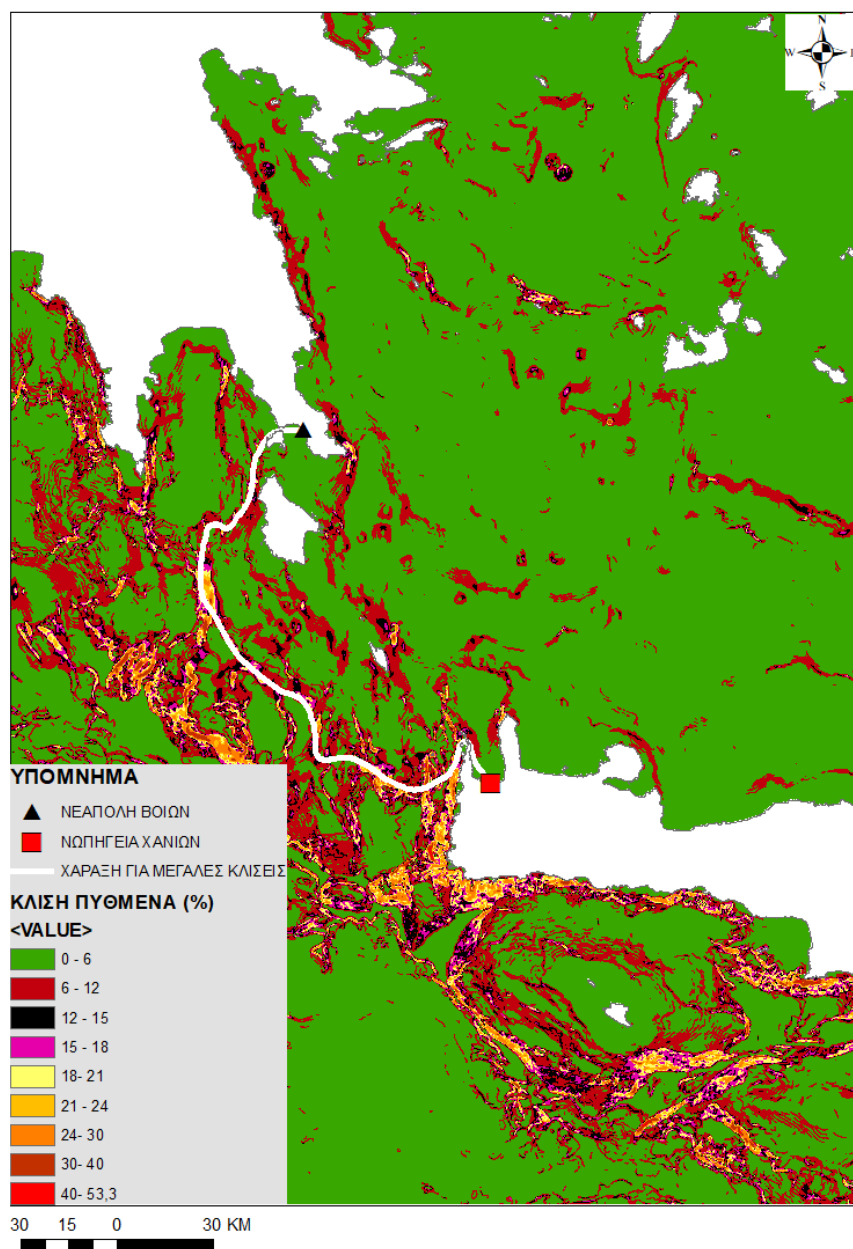 N
W E
S
ΥΠΟΜΝΗΜΑ
ΝΕΑΠΟΛΗ ΒΟΙΩΝ
ΝΩΠΗΓΕΙΑ ΧΑΝΙΩΝ
ΧΑΡΑΞΗ ΓΙΑ ΜΕΓΑΛΕΣ ΚΛΙΣΕΙΣ
ΚΛΙΣΗ ΠΥΘΜΕΝΑ (%)
<VALUE>
0 - 6
6 - 12
12 - 15
15 - 18
18- 21
21 - 24
24- 30
30- 40
40- 53,3
30 15 0 30 KM